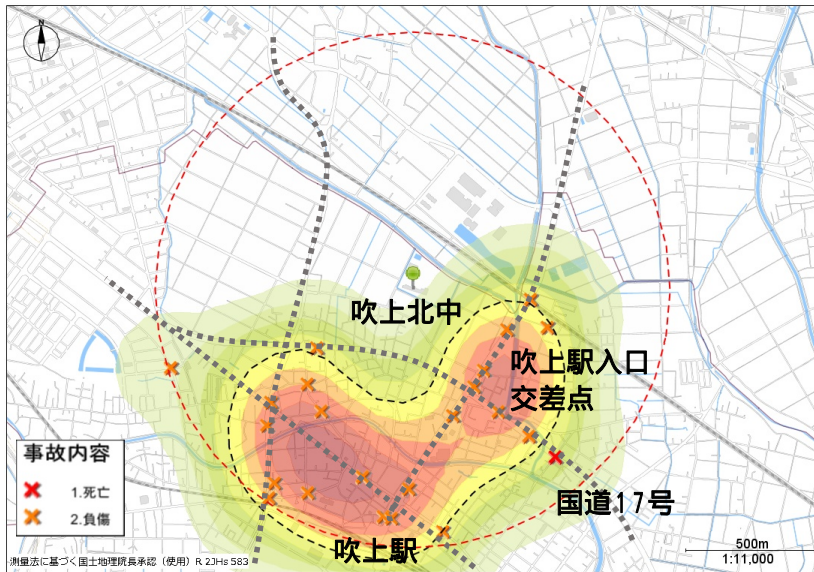 N
吹上北中
吹上駅入口
交差点
事故内容
1.死亡
2.負傷
国道17号
吹上駅
500m
1:11,000
測量法に基づく国土地理院長承認（使用）R 2JHs 583